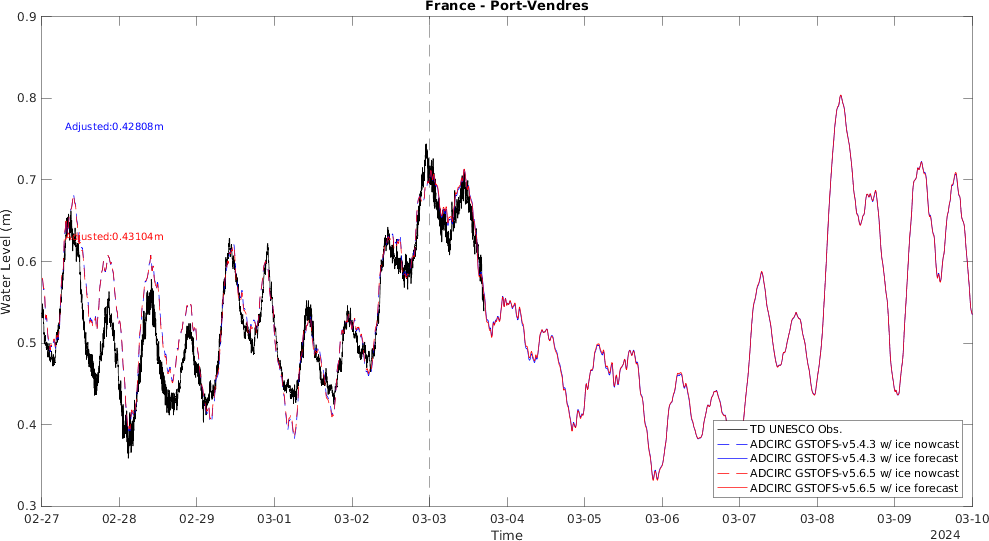 France - Port-Vendres
0.9
0.8
0.7
0.6
0.5
0.4
0.3
Water Level (m)
Adjusted:0.42808m
Adjusted:0.43104m
TD UNESCO Obs.
ADCIRC GSTOFS-v5.4.3 w/ ice nowcast
ADCIRC GSTOFS-v5.4.3 w/ ice forecast
ADCIRC GSTOFS-v5.6.5 w/ ice nowcast
ADCIRC GSTOFS-v5.6.5 w/ ice forecast
02-27 02-28 02-29 03-01 03-02 03-03 03-04 03-05 03-06 03-07 03-08 03-09 03-10
Time
2024